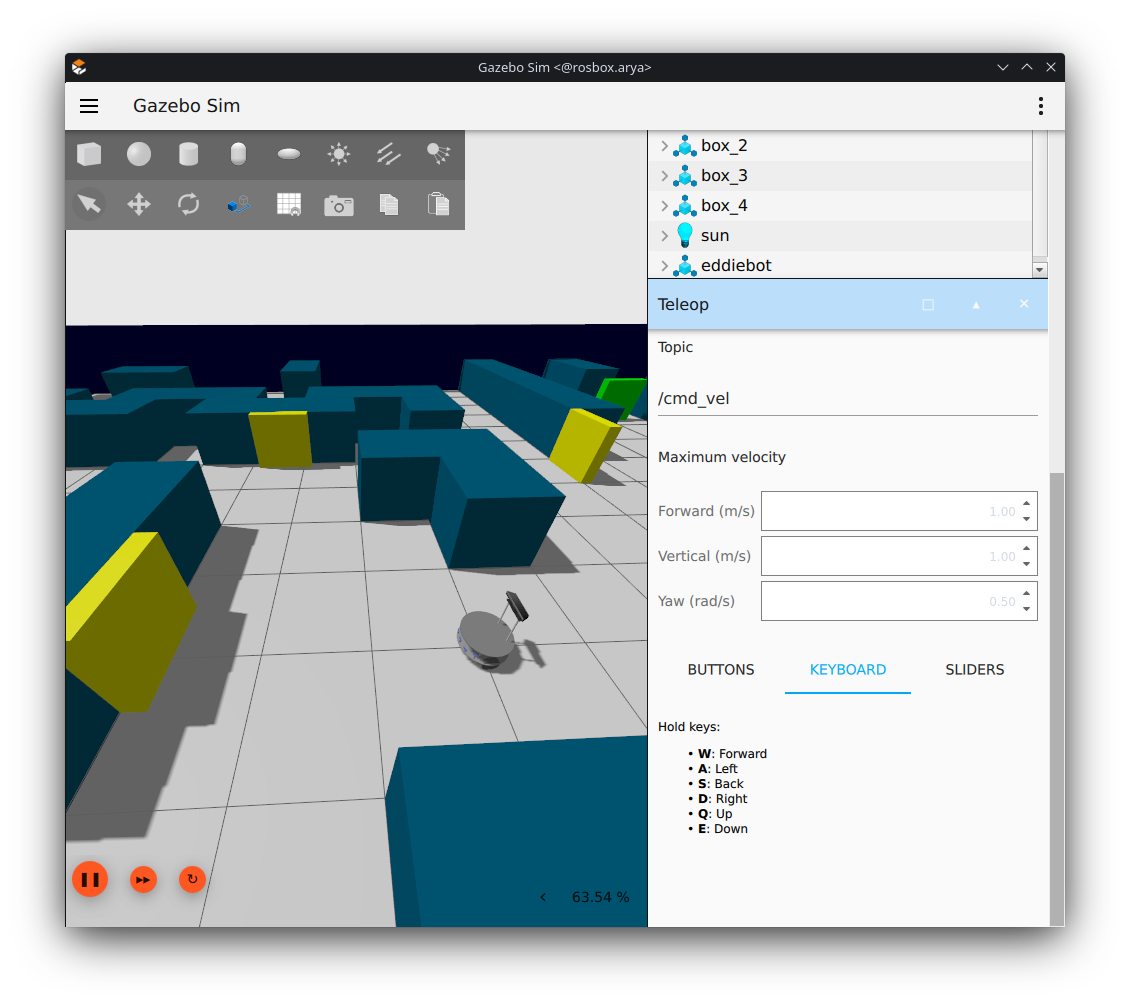 Gazebo Sim <@rosbox.arya>
Gazebo Sim
box_2
box_3
box_4
sun
eddiebot
Teleop
Topic
/cmd_vel
Maximum velocity
Forward (m/s) 1.00
Vertical (m/s) 1.00
Yaw (rad/s) 0.50
BUTTONS KEYBOARD SLIDERS
Hold keys:
• W: Forward
• A: Left
• S: Back
• D: Right
• Q: Up
• E: Down
< 63.54 %